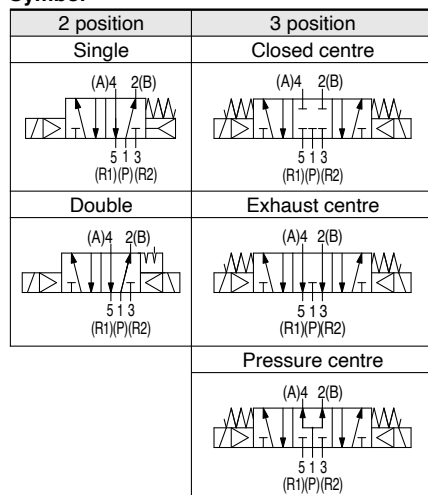 2 position 3 position
Single Closed centre
(A)4 2(B) (A)4 2(B)
5 1 3 5 1 3
(R1)(P)(R2) (R1)(P)(R2)
Double Exhaust centre
(A)4 2(B) (A)4 2(B)
5 1 3 5 1 3
(R1)(P)(R2) (R1)(P)(R2)
Pressure centre
(A)4 2(B)
5 1 3
(R1)(P)(R2)